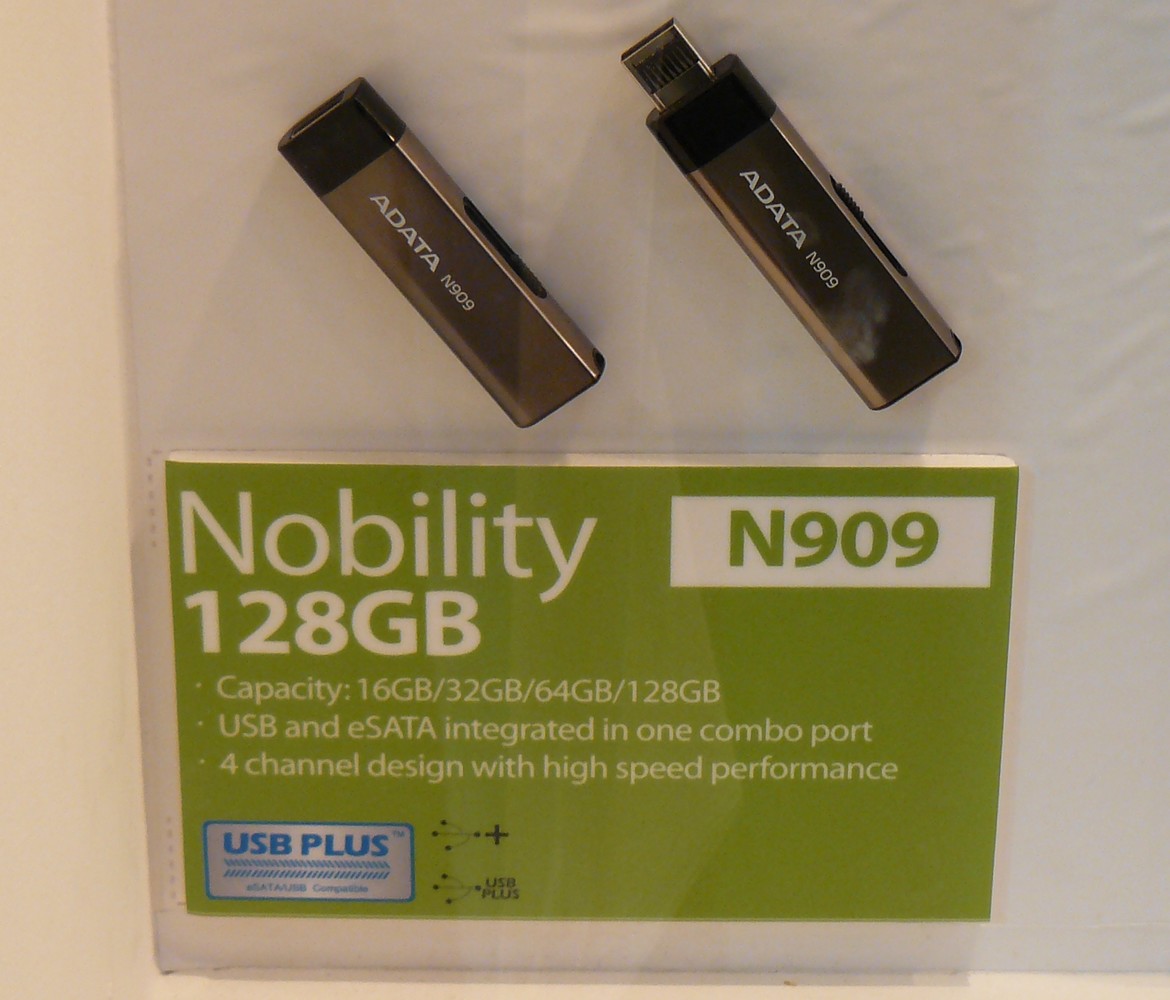 ADATA N909
ADATA N909
Nobility
N909
128GB
· Capacity: 16GB/32GB/64GB/128GB
· USB and eSATA integrated in one combo port
· 4 channel design with high speed performance
USB PLUS™
eSATA/USB Compatible
+
USB
PLUS